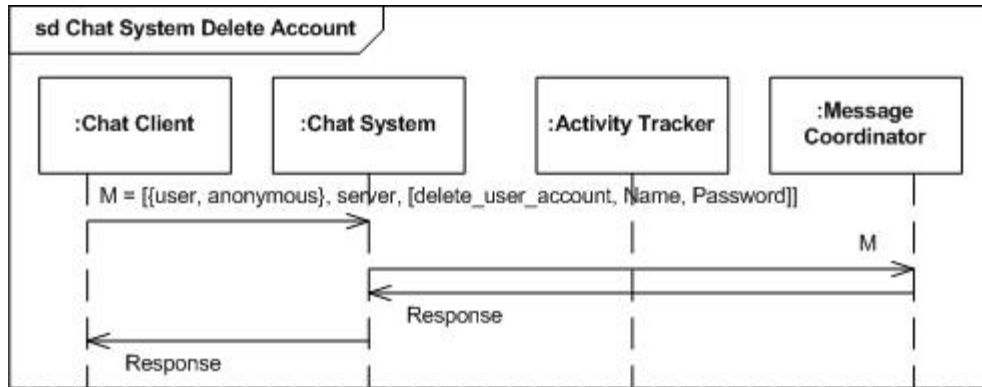 sd Chat System Delete Account
:Chat Client
:Chat System
:Activity Tracker
:Message
Coordinator
M = [{user, anonymous}, server, [delete_user_account, Name, Password]]
M
Response
Response